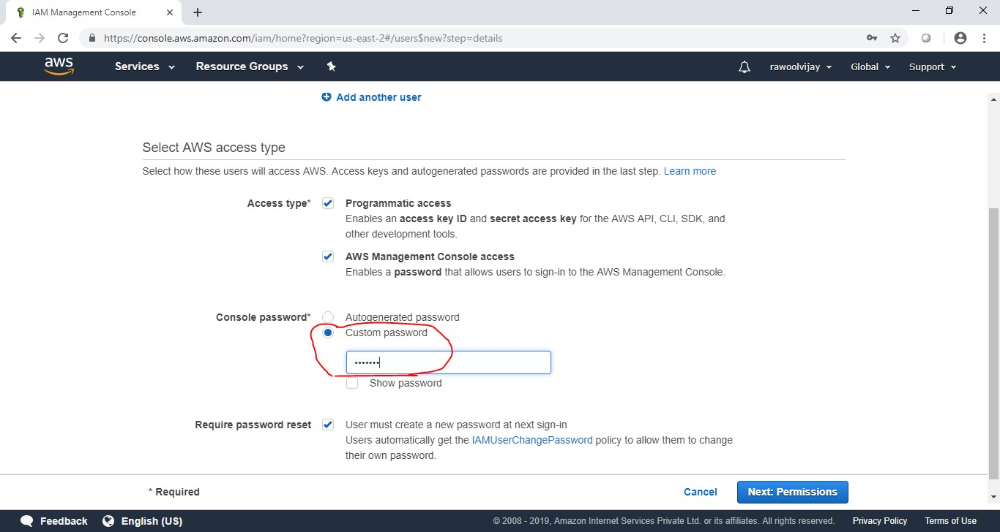 IAM Management Console
https://console.aws.amazon.com/iam/home?region=us-east-2#/users$new?step=details
aws Services Resource Groups rawoolvijay Global Support
Add another user
Select AWS access type
Select how these users will access AWS. Access keys and autogenerated passwords are provided in the last step. Learn more
Access type* Programmatic access
Enables an access key ID and secret access key for the AWS API, CLI, SDK, and
other development tools.
AWS Management Console access
Enables a password that allows users to sign-in to the AWS Management Console.
Console password* Autogenerated password
Custom password
•••••••
Show password
Require password reset User must create a new password at next sign-in
Users automatically get the IAMUserChangePassword policy to allow them to change
their own password.
* Required Cancel Next: Permissions
Feedback English (US) © 2008 - 2019, Amazon Internet Services Private Ltd. or its affiliates. All rights reserved. Privacy Policy Terms of Use